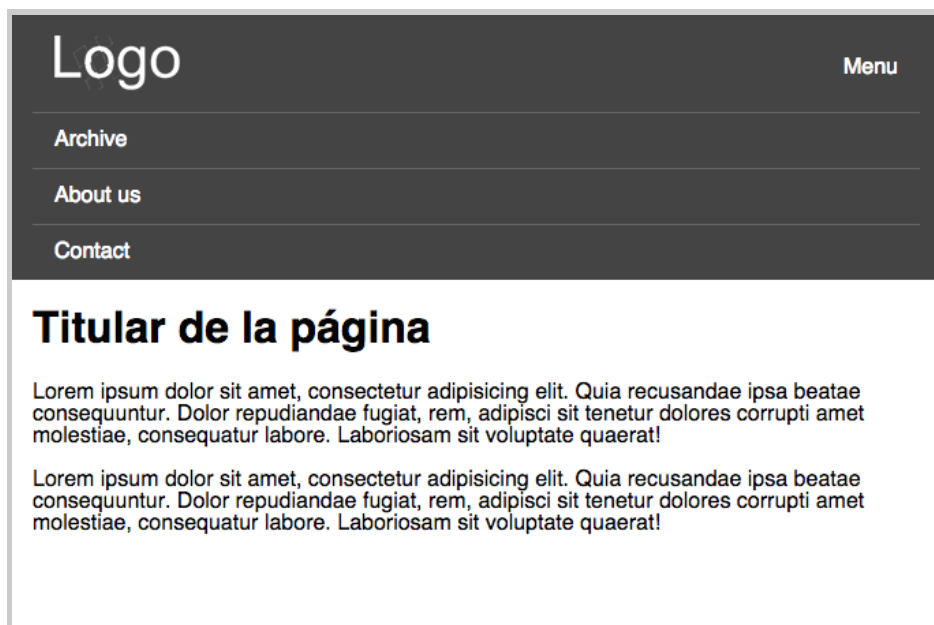 Logo
Menu
Archive
About us
Contact
Titular de la página
Lorem ipsum dolor sit amet, consectetur adipisicing elit. Quia recusandae ipsa beatae
consequuntur. Dolor repudiandae fugiat, rem, adipisci sit tenetur dolores corrupti amet
molestiae, consequatur labore. Laboriosam sit voluptate quaerat!
Lorem ipsum dolor sit amet, consectetur adipisicing elit. Quia recusandae ipsa beatae
consequuntur. Dolor repudiandae fugiat, rem, adipisci sit tenetur dolores corrupti amet
molestiae, consequatur labore. Laboriosam sit voluptate quaerat!